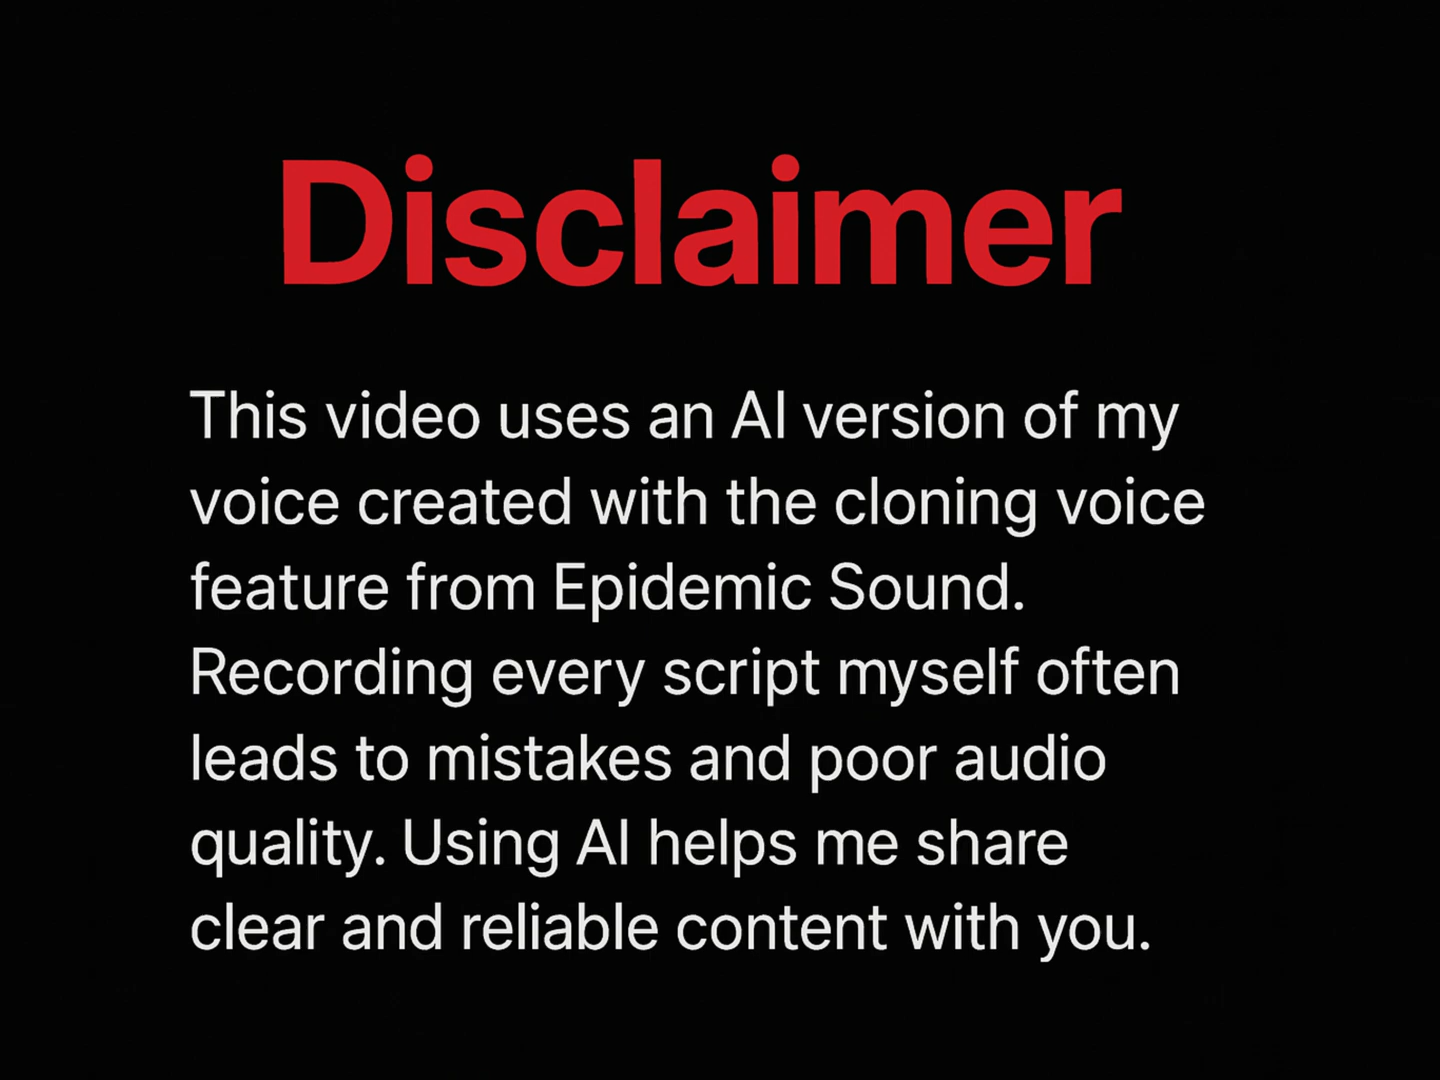 Disclaimer
This video uses an AI version of my
voice created with the cloning voice
feature from Epidemic Sound.
Recording every script myself often
leads to mistakes and poor audio
quality. Using AI helps me share
clear and reliable content with you.